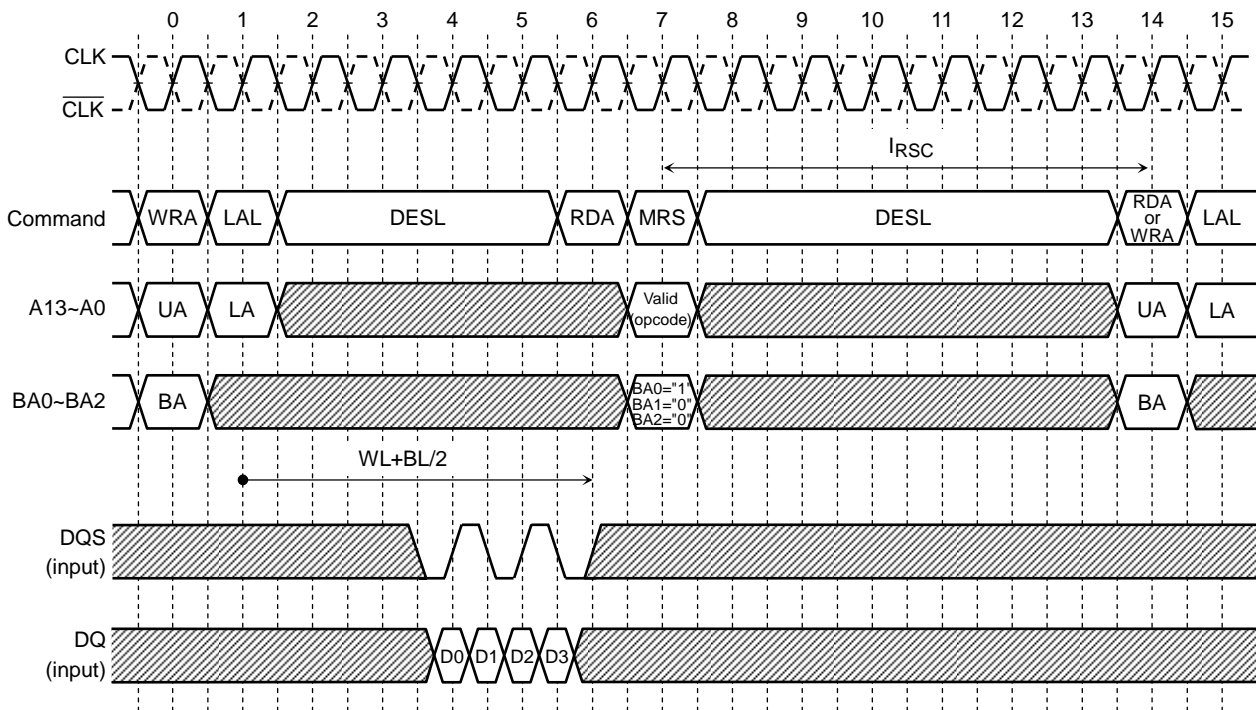 0 1 2 3 4 5 6 7 8 9 10 11 12 13 14 15
CLK
CLK
IRSC
Command WRA LAL DESL RDA MRS DESL RDA or WRA LAL
A13~A0 UA LA Valid (opcode) UA LA
BA0~BA2 BA BA0="1" BA1="0" BA2="0" BA
WL+BL/2
DQS
(input)
DQ D0 D1 D2 D3
(input)